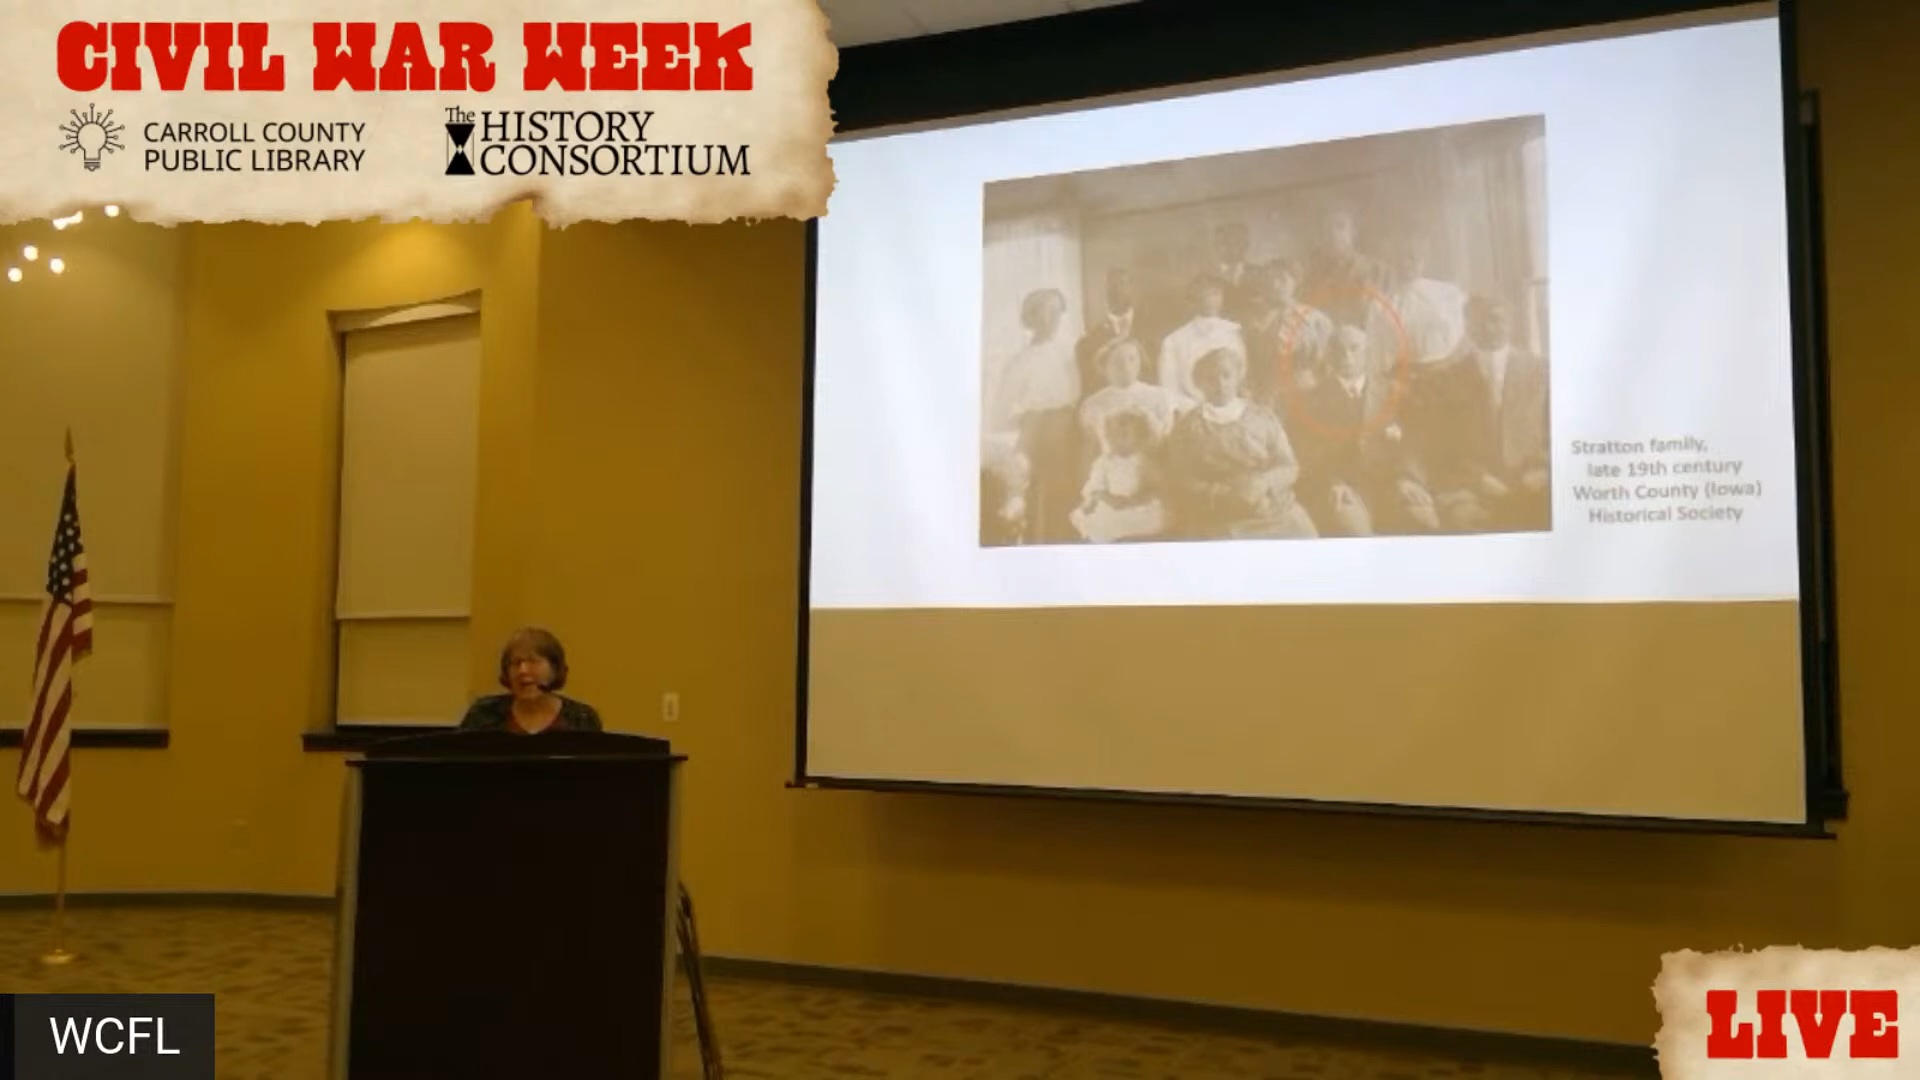 CIVIL WAR WEEK
CARROLL COUNTY
PUBLIC LIBRARY
The
HISTORY
CONSORTIUM
Stratton family,
late 19th century
Worth County (Iowa)
Historical Society
WCFL
LIVE